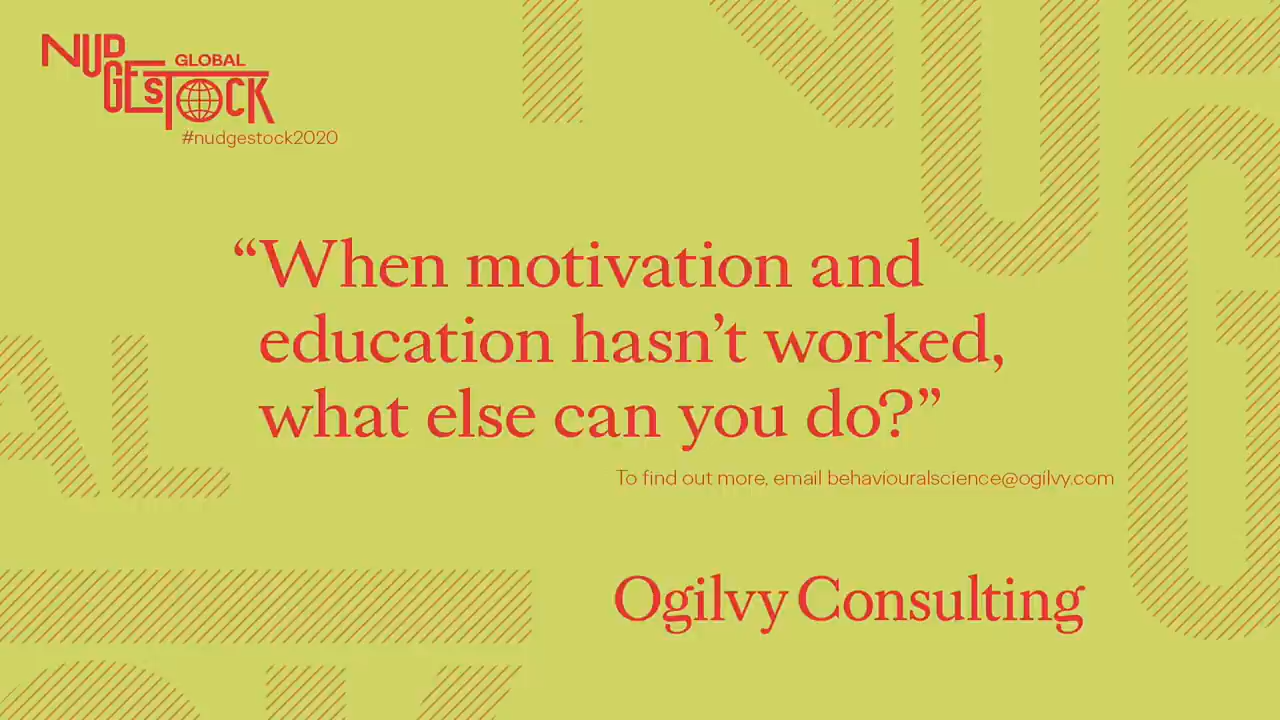 NUDGESTOCK
GLOBAL
#nudgestock2020
“When motivation and
education hasn’t worked,
what else can you do?”
To find out more, email behaviouralscience@ogilvy.com
Ogilvy Consulting